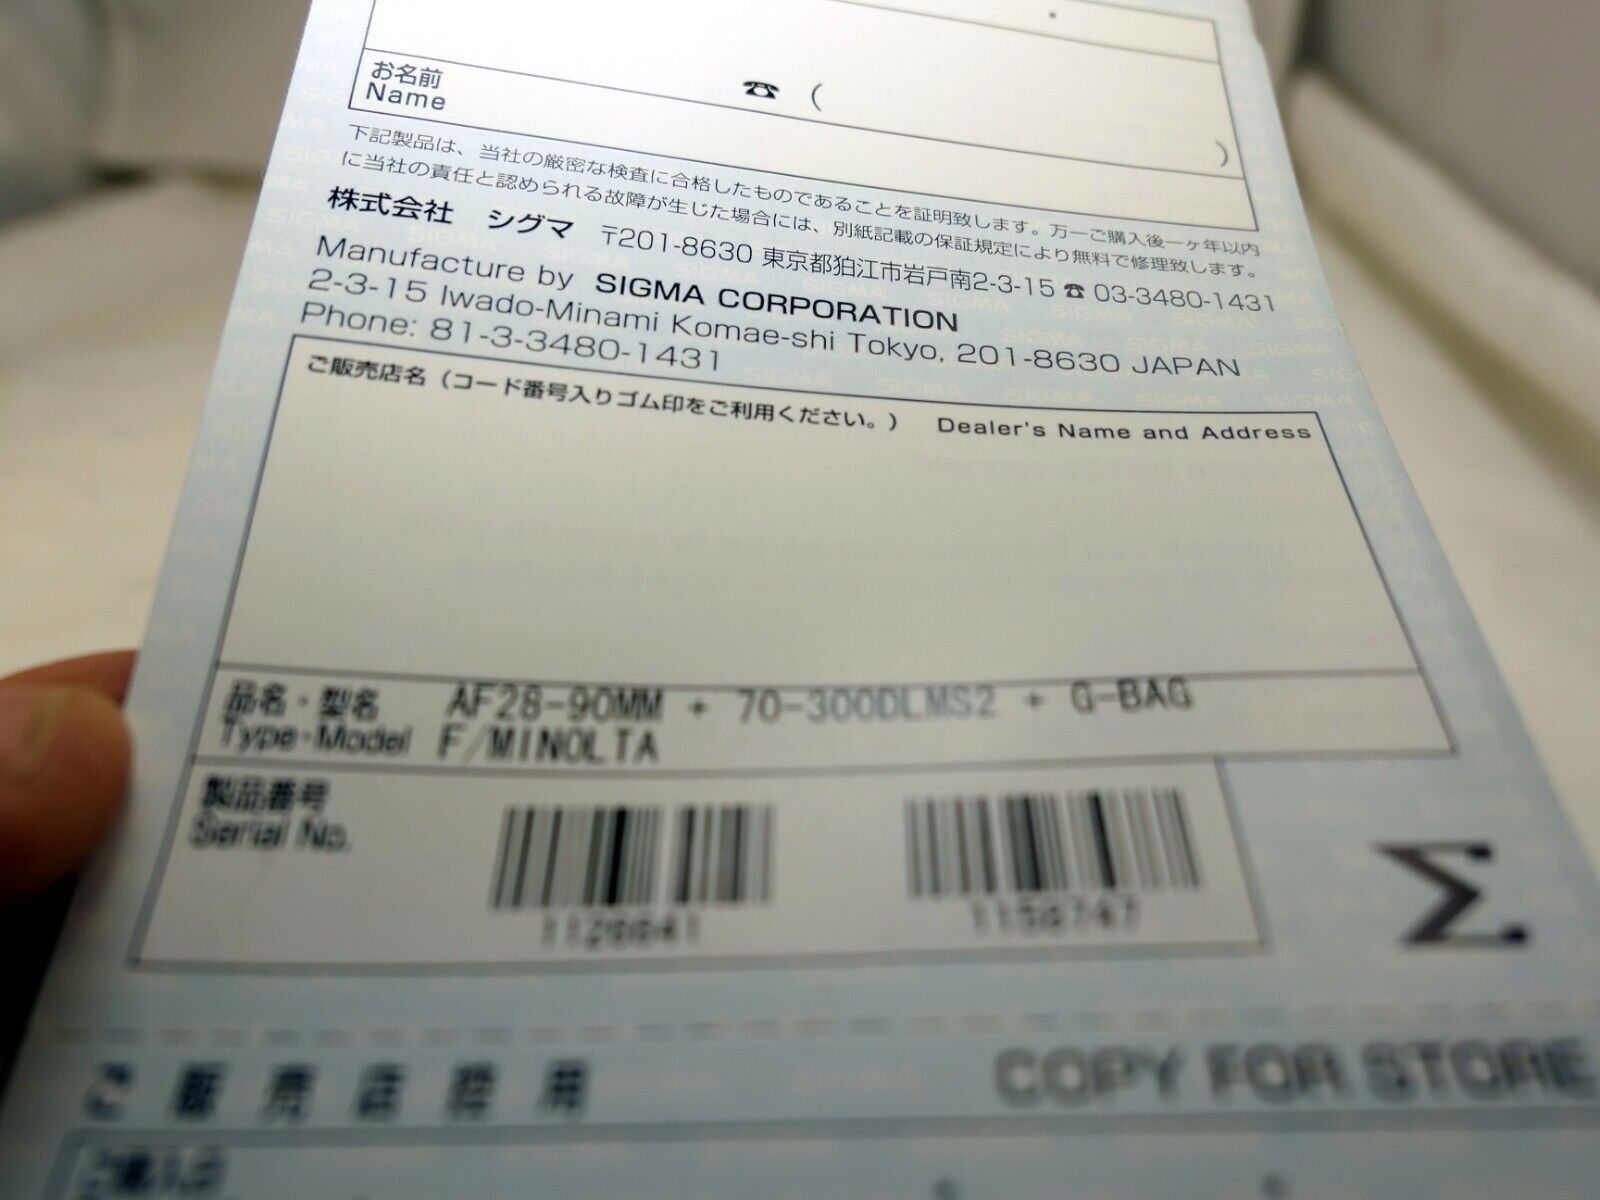 お名前
Name
☎ ( )
下記製品は、当社の厳密な検査に合格したものであることを証明致します。万一ご購入後一ヶ年以内
に当社の責任と認められる故障が生じた場合には、別紙記載の保証規定により無料で修理致します。
株式会社 シグマ 〒201-8630 東京都狛江市岩戸南2-3-15 ☎ 03-3480-1431
Manufacture by SIGMA CORPORATION
2-3-15 Iwado-Minami Komae-shi Tokyo, 201-8630 JAPAN
Phone: 81-3-3480-1431
ご販売店名（コード番号入りゴム印をご利用ください。） Dealer's Name and Address
品名・型名 AF28-90MM + 70-300DLMS2 + G-BAG
Type・Model F/MINOLTA
製品番号
Serial No.
1158747
ご販売店控用 COPY FOR STORE